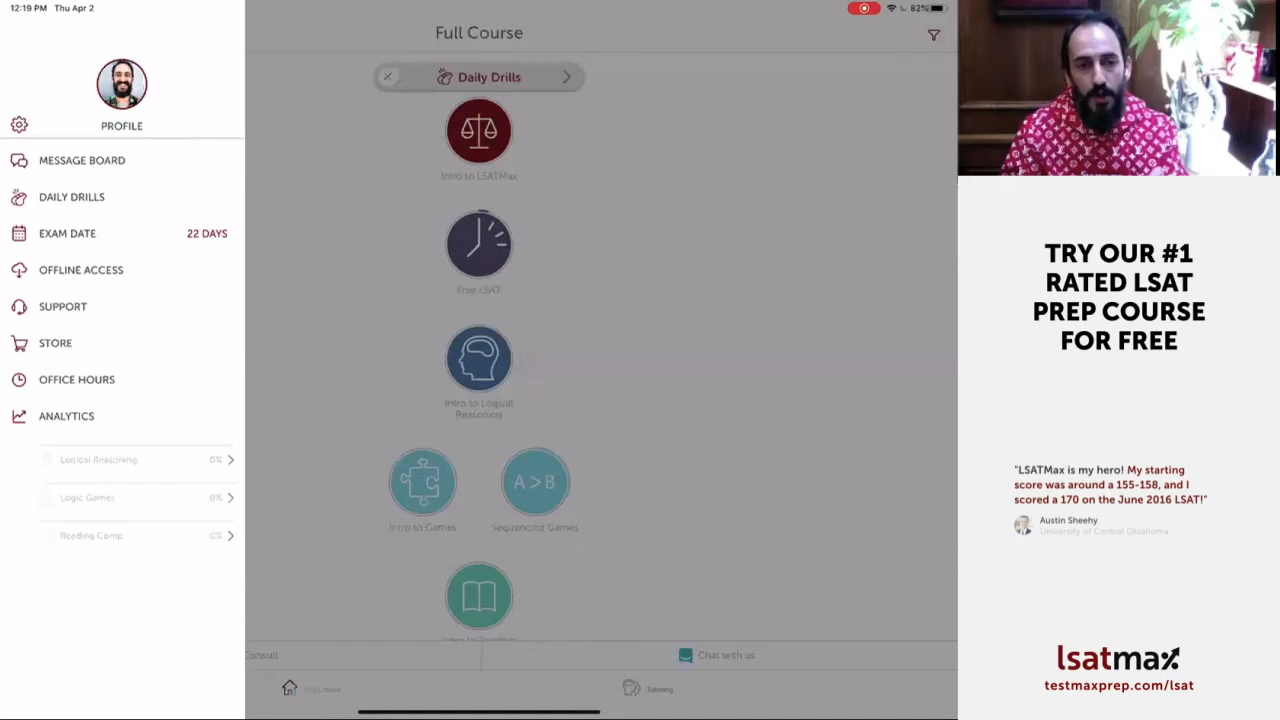 12:19 PM Thu Apr 2
82%
PROFILE
MESSAGE BOARD
DAILY DRILLS
EXAM DATE 22 DAYS
OFFLINE ACCESS
SUPPORT
STORE
OFFICE HOURS
ANALYTICS
Logical Reasoning 0%
Logic Games 0%
Reading Comp 0%
Full Course
Daily Drills
Intro to LSATMax
Free LSAT
Intro to Logical
Reasoning
C
Intro to Games
A > B
Sequencing Games
Consult
Chat with us
TRY OUR #1
RATED LSAT
PREP COURSE
FOR FREE
"LSATMax is my hero! My starting
score was around a 155-158, and I
scored a 170 on the June 2016 LSAT!"
Austin Sheehy
University of Central Oklahoma
lsatmax
testmaxprep.com/lsat